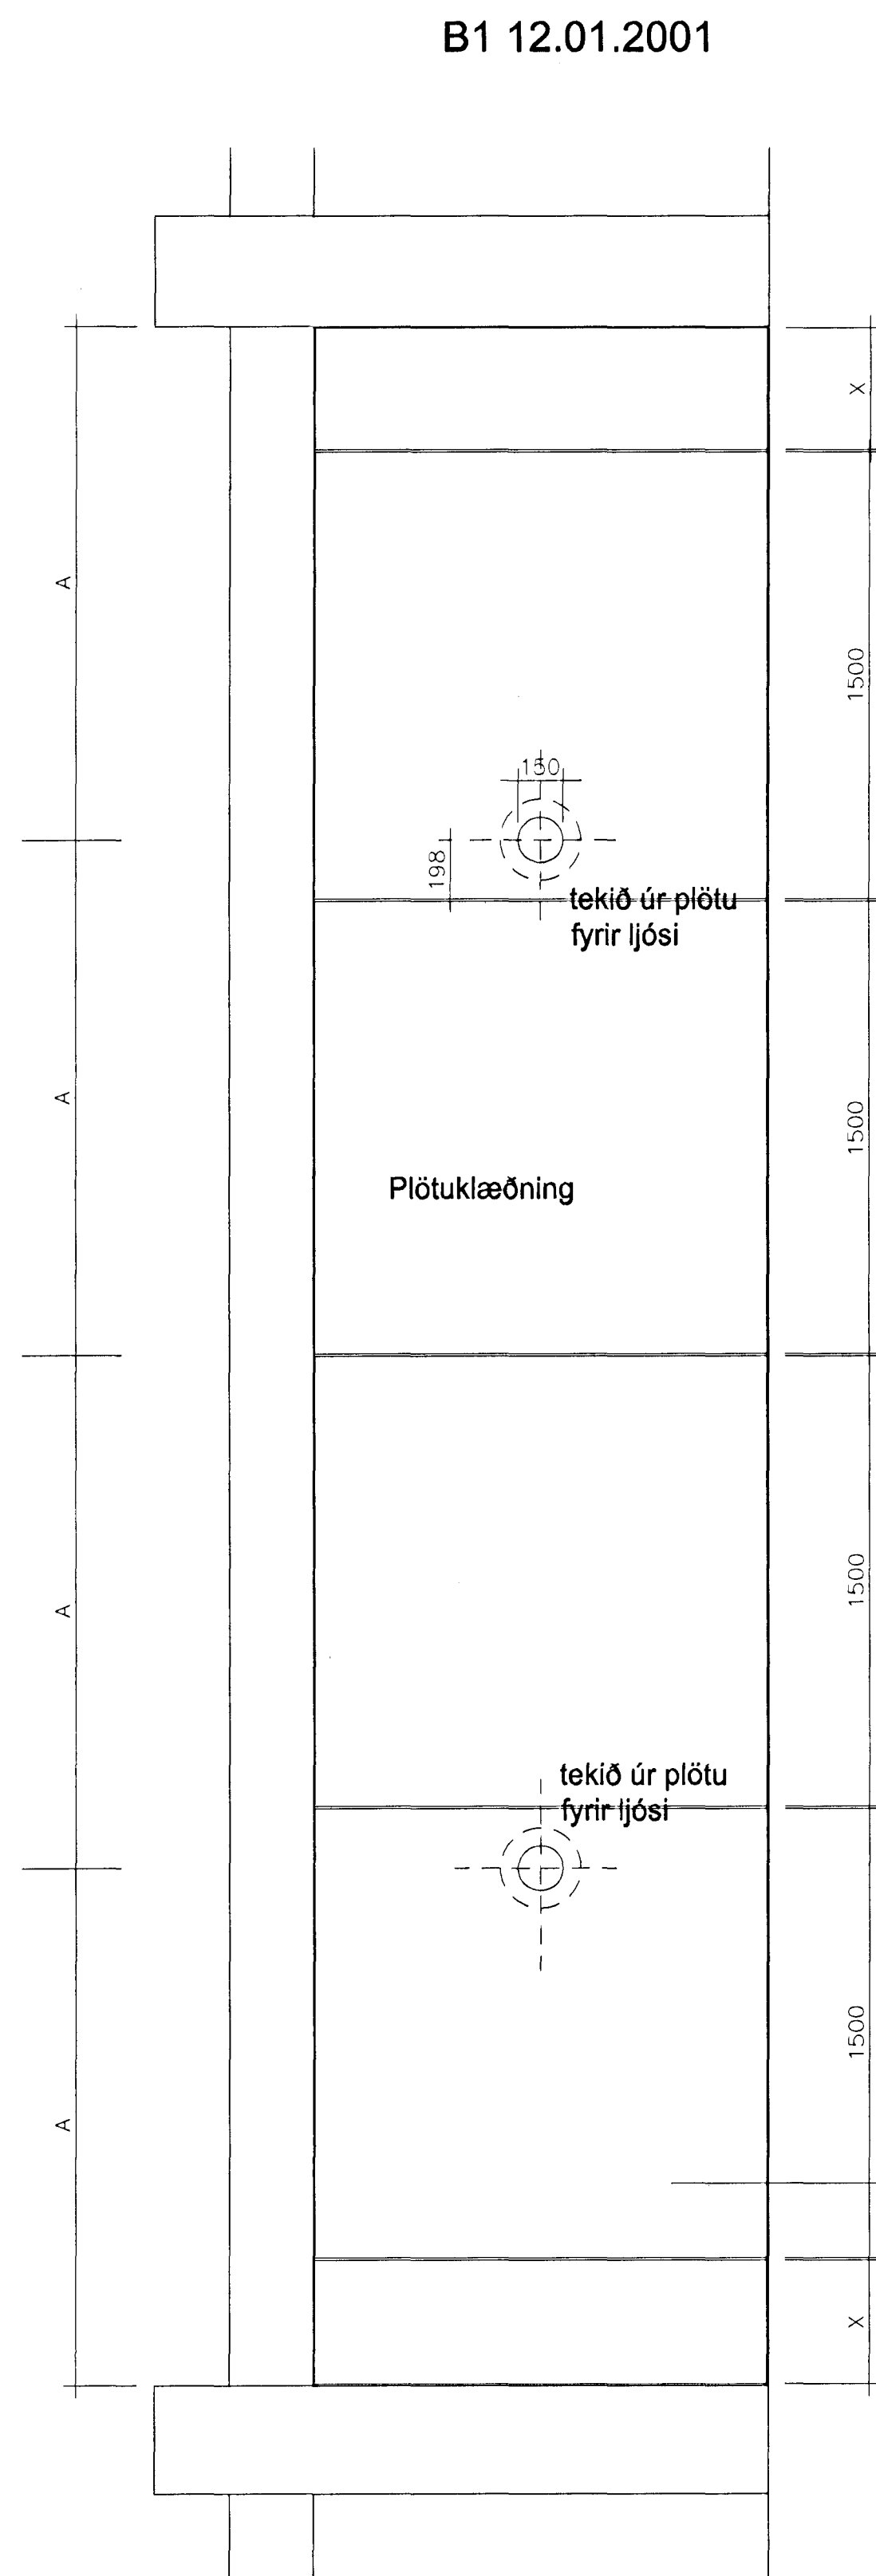 B1 12.01.2001
X
A
1500
150
198
tekið úr plötu
fyrir ljósi
A
1500
Plötuklæðning
1500
A
tekið úr plötu
fyrir ljósi
1500
A
X